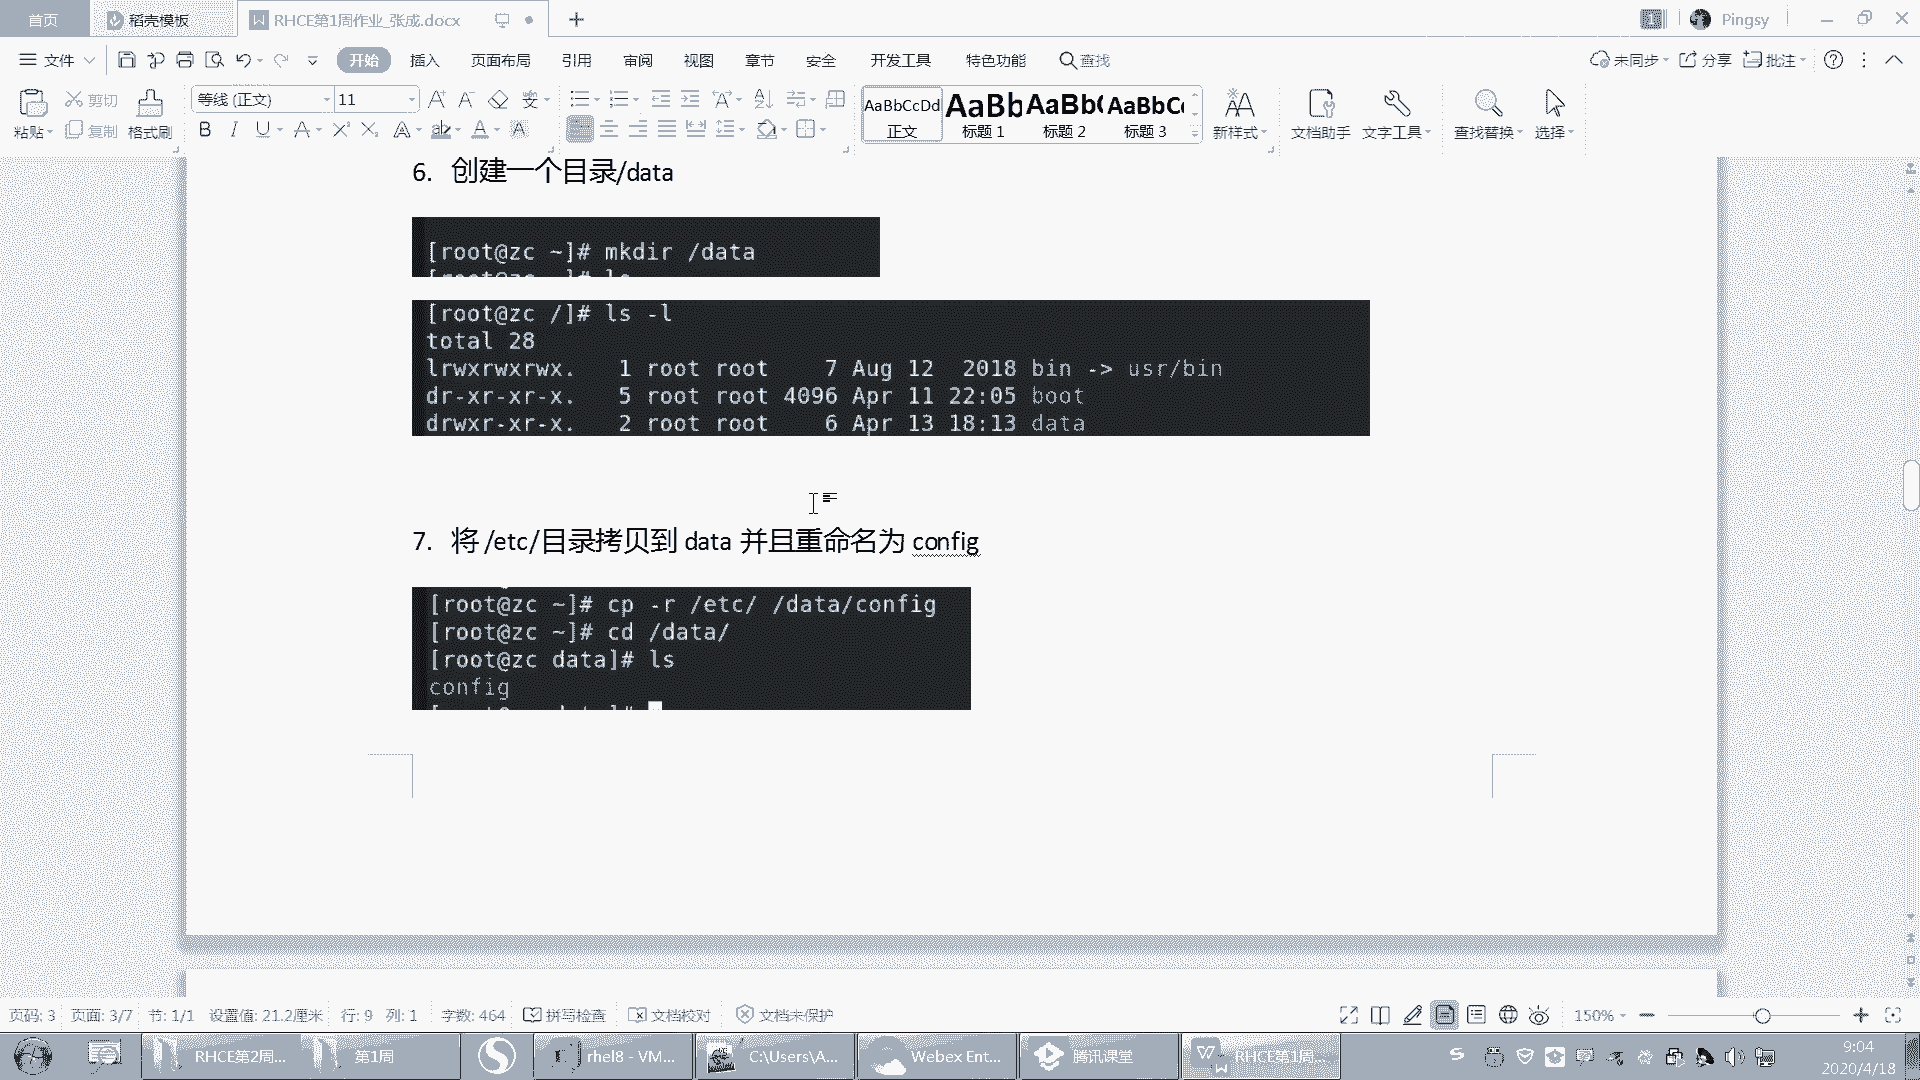 首页 稻壳模板 RHCE第1周作业_张成.docx Pingsy
文件 开始 插入 页面布局 引用 审阅 视图 章节 安全 开发工具 特色功能 查找 未同步 分享 批注
粘贴 剪切 复制 格式刷 等线 (正文) 11
AaBbCcDd AaBb AaBb( AaBbC(
正文 标题 1 标题 2 标题 3 新样式 文档助手 文字工具 查找替换 选择
6. 创建一个目录/data
[root@zc ~]# mkdir /data
[root@zc /]# ls -l
total 28
lrwxrwxrwx. 1 root root 7 Aug 12 2018 bin -> usr/bin
dr-xr-xr-x. 5 root root 4096 Apr 11 22:05 boot
drwxr-xr-x. 2 root root 6 Apr 13 18:13 data
7. 将 /etc/目录拷贝到 data 并且重命名为 config
[root@zc ~]# cp -r /etc/ /data/config
[root@zc ~]# cd /data/
[root@zc data]# ls
config
页码: 3 页面: 3/7 节: 1/1 设置值: 21.2厘米 行: 9 列: 1 字数: 464 拼写检查 文档校对 文档未保护 150%
RHCE第2周... 第1周 rhel8 - VM... C:\Users\A... Webex Ent... 腾讯课堂 RHCE第1周...
9:04
2020/4/18